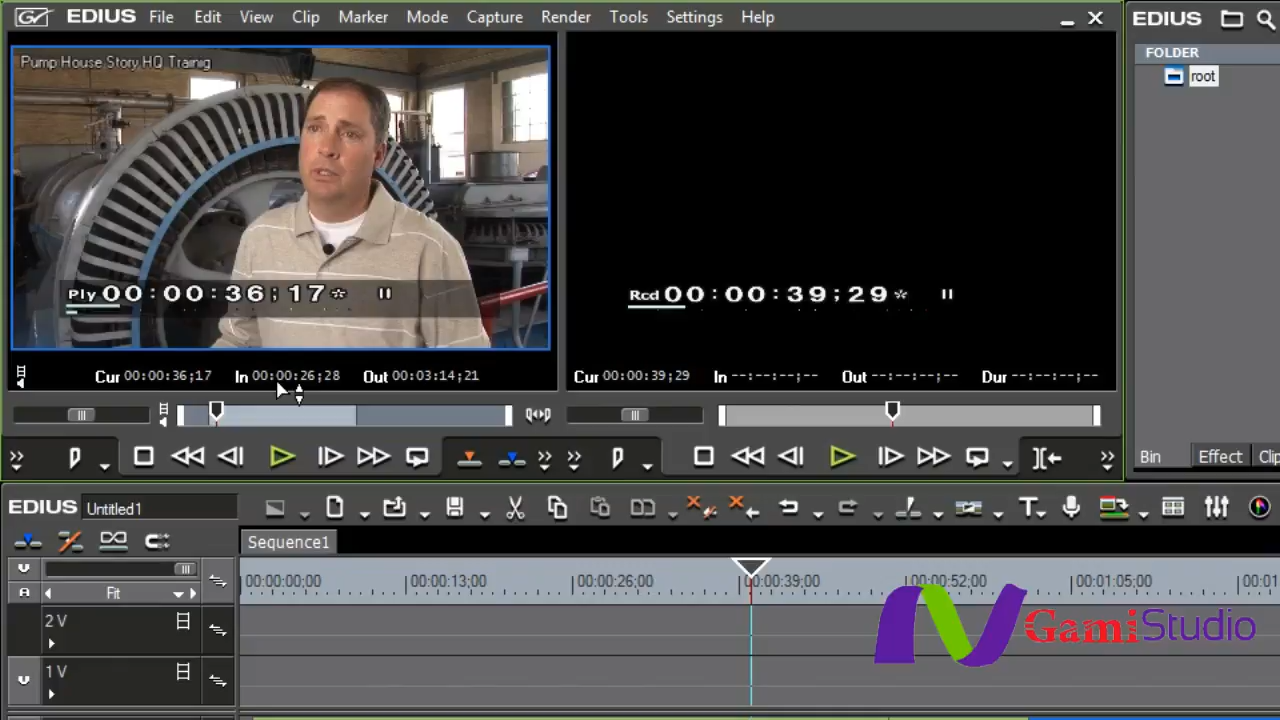 EDIUS File Edit View Clip Marker Mode Capture Render Tools Settings Help
EDIUS
FOLDER
root
Pump House Story HQ Trainig
Ply 00:00:36;17* II
Rcd 00:00:39;29* II
Cur 00:00:36;17 In 00:00:26;28 Out 00:03:14;21
Cur 00:00:39;29 In --:--:--;-- Out --:--:--;-- Dur --:--:--;--
Bin Effect Clip
EDIUS Untitled1
Sequence1
00:00:00;00 00:00:13;00 00:00:26;00 00:00:39;00 00:00:52;00 00:01:05;00 00:01
Fit
2 V
1 V
GamiStudio